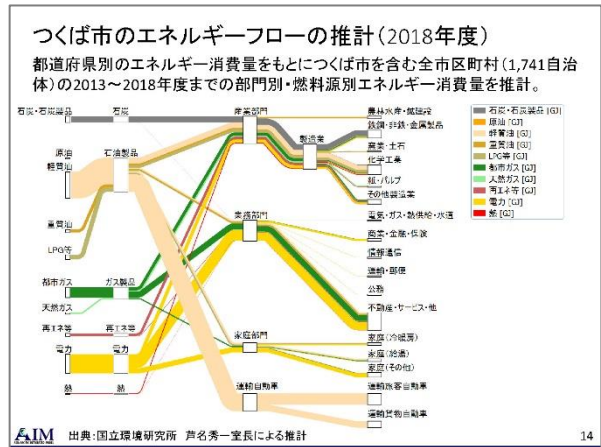 つくば市のエネルギーフローの推計（2018年度）
都道府県別のエネルギー消費量をもとにつくば市を含む全市区町村（1,741自治
体）の2013～2018年度までの部門別・燃料源別エネルギー消費量を推計。
石炭・石炭製品
石炭
原油
軽質油
石油製品
重質油
LPG等
都市ガス
ガス製品
天然ガス
再エネ等
再エネ等
電力
電力
熱
熱
産業部門
製造業
業務部門
家庭部門
運輸自動車
農林水産・鉱建設
鉄鋼・非鉄・金属製品
窯業・土石
化学工業
紙・パルプ
その他製造業
電気・ガス・熱供給・水道
商業・金融・保険
情報通信
運輸・郵便
公務
不動産・サービス・他
家庭（冷暖房）
家庭（給湯）
家庭（その他）
運輸旅客自動車
運輸貨物自動車
石炭・石炭製品 [GJ]
原油 [GJ]
軽質油 [GJ]
重質油 [GJ]
LPG等 [GJ]
都市ガス [GJ]
天然ガス [GJ]
再エネ等 [GJ]
電力 [GJ]
熱 [GJ]
AIM
出典：国立環境研究所 芦名秀一室長による推計
14